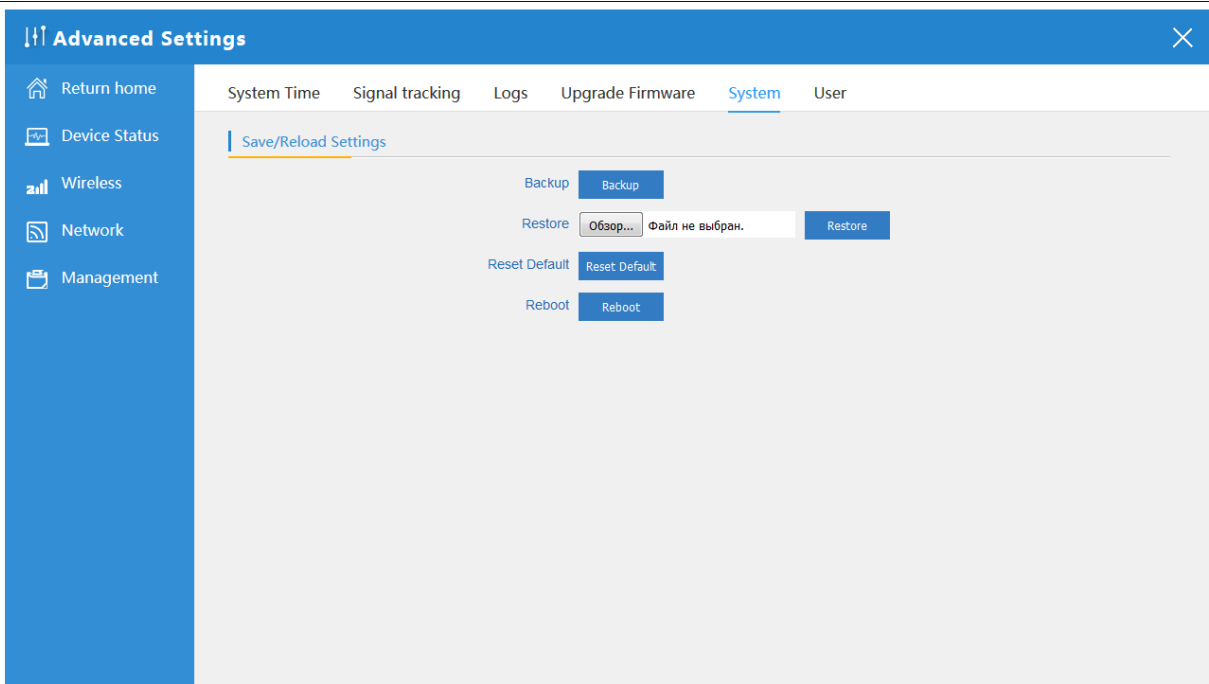 Advanced Settings
Return home
Device Status
Wireless
Network
Management
System Time Signal tracking Logs Upgrade Firmware System User
Save/Reload Settings
Backup Backup
Restore Обзор... Файл не выбран. Restore
Reset Default Reset Default
Reboot Reboot